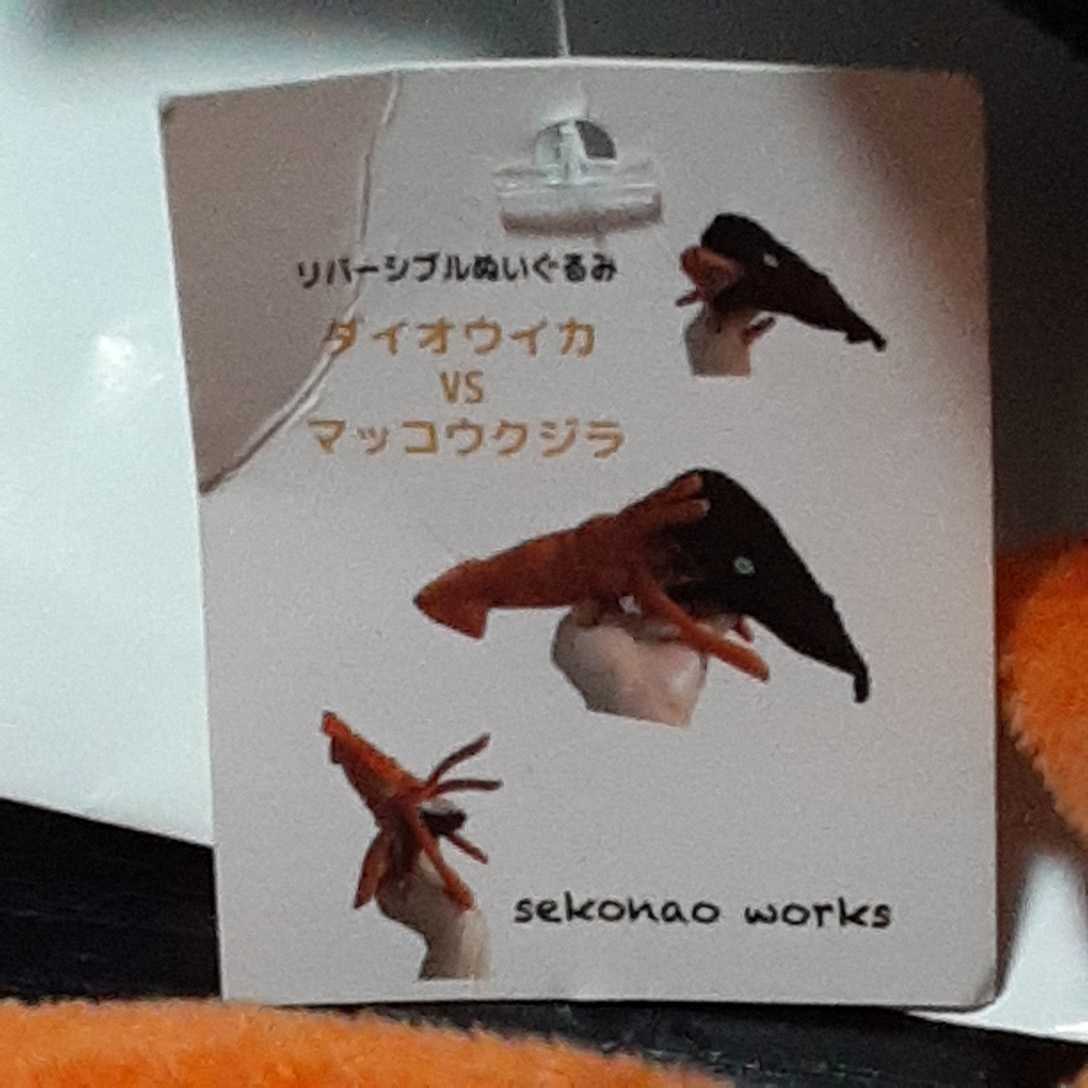 リバーシブルぬいぐるみ
ダイオウイカ
VS
マッコウクジラ
sekonao works